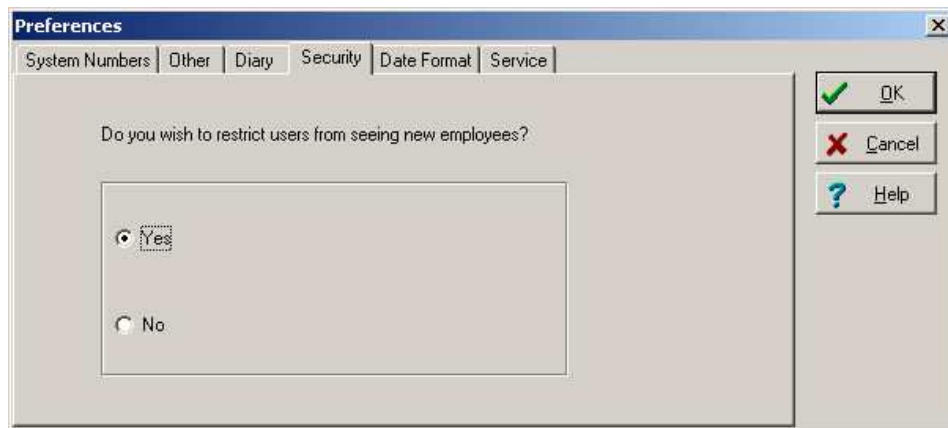 Preferences
System Numbers Other Diary Security Date Format Service
OK
Do you wish to restrict users from seeing new employees?
Cancel
Help
Yes
No